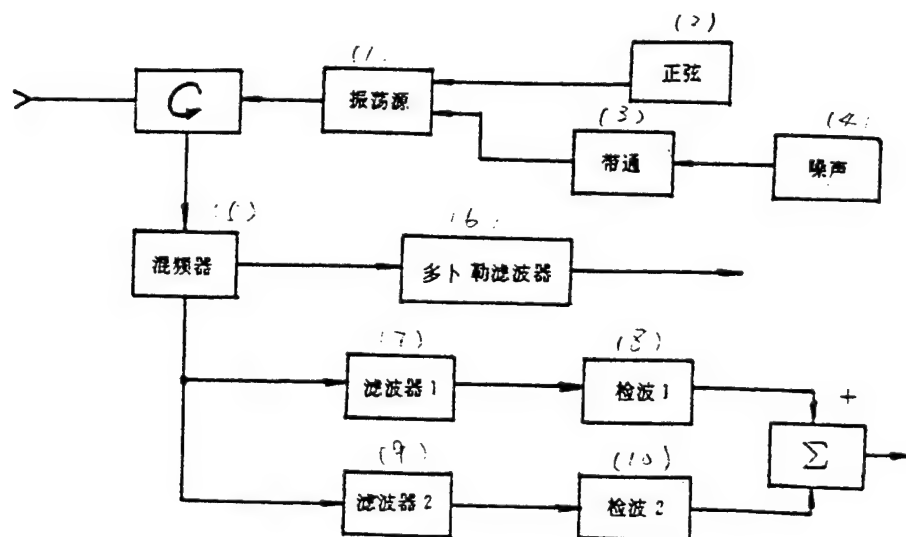 (2)
正弦
(1.
振荡源
(3)
带通
(4.
噪声
(5)
混频器
(6.
多卜勒滤波器
(7)
滤波器1
(8)
检波1
+
Σ
(9)
滤波器2
(10)
检波2